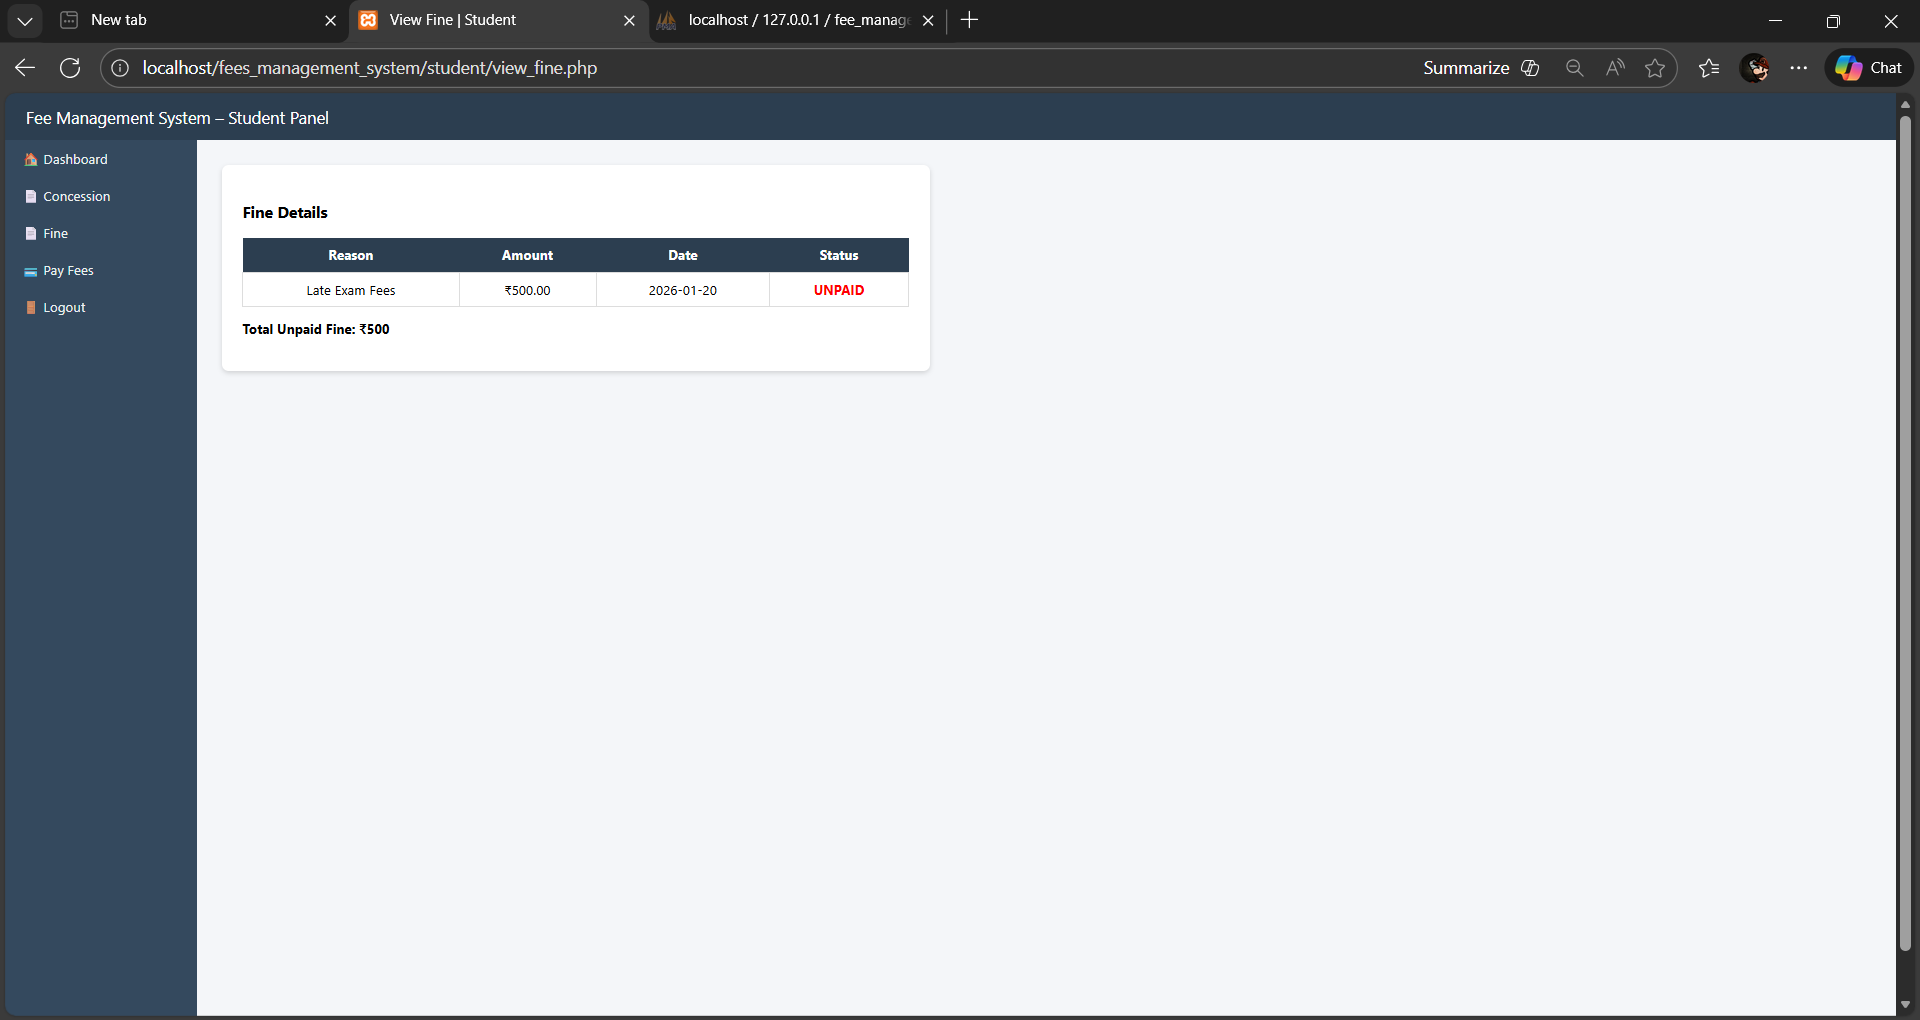 New tab
View Fine | Student
localhost / 127.0.0.1 / fee_manag
localhost/fees_management_system/student/view_fine.php
Summarize
Chat
Fee Management System – Student Panel
Dashboard
Concession
Fine
Pay Fees
Logout
Fine Details
Reason Amount Date Status
Late Exam Fees ₹500.00 2026-01-20 UNPAID
Total Unpaid Fine: ₹500